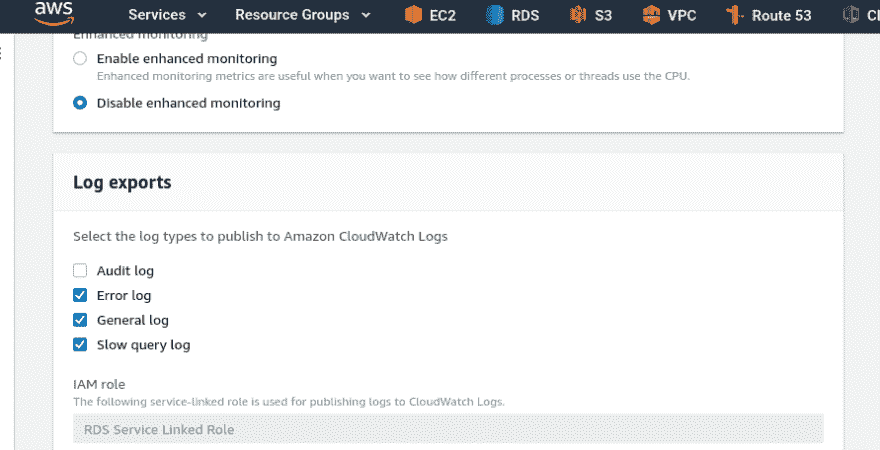 aws Services Resource Groups EC2 RDS S3 VPC Route 53
Enhanced monitoring
Enable enhanced monitoring
Enhanced monitoring metrics are useful when you want to see how different processes or threads use the CPU.
Disable enhanced monitoring
Log exports
Select the log types to publish to Amazon CloudWatch Logs
Audit log
Error log
General log
Slow query log
IAM role
The following service-linked role is used for publishing logs to CloudWatch Logs.
RDS Service Linked Role